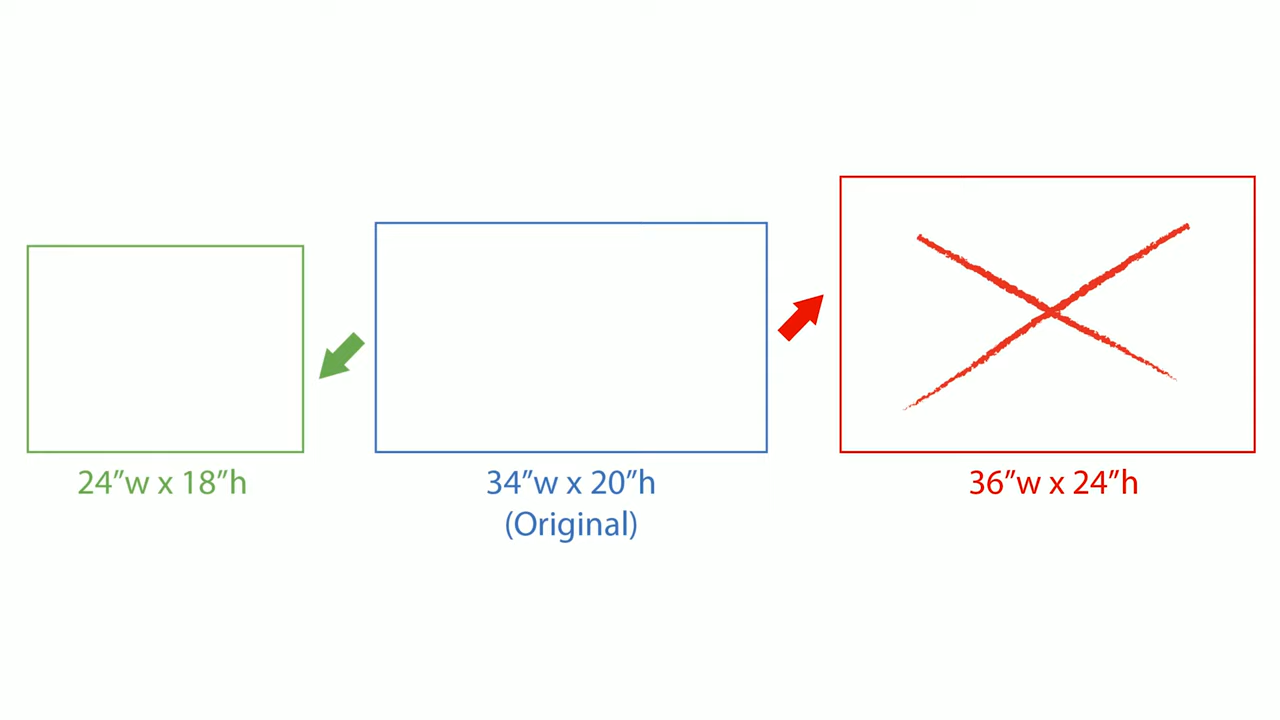 24”w x 18”h
34”w x 20”h
(Original)
36”w x 24”h